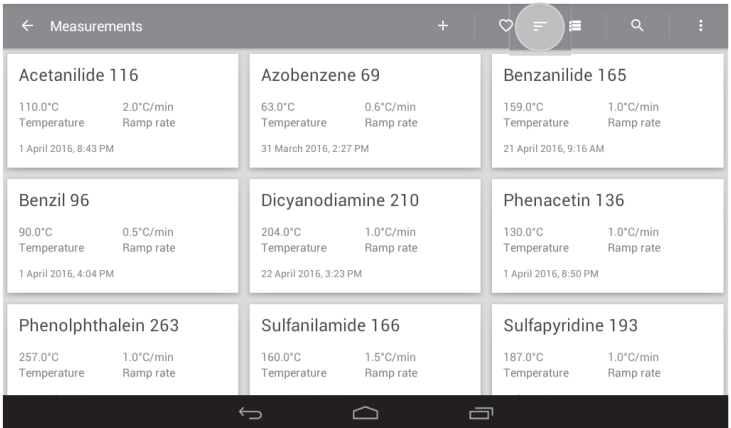 Measurements
Acetanilide 116
110.0°C 2.0°C/min
Temperature Ramp rate
1 April 2016, 8:43 PM
Azobenzene 69
63.0°C 0.6°C/min
Temperature Ramp rate
31 March 2016, 2:27 PM
Benzanilide 165
159.0°C 1.0°C/min
Temperature Ramp rate
21 April 2016, 9:16 AM
Benzil 96
90.0°C 0.5°C/min
Temperature Ramp rate
1 April 2016, 4:04 PM
Dicyanodiamine 210
204.0°C 1.0°C/min
Temperature Ramp rate
22 April 2016, 3:23 PM
Phenacetin 136
130.0°C 1.0°C/min
Temperature Ramp rate
1 April 2016, 8:50 PM
Phenolphthalein 263
257.0°C 1.0°C/min
Temperature Ramp rate
Sulfanilamide 166
160.0°C 1.5°C/min
Temperature Ramp rate
Sulfapyridine 193
187.0°C 1.0°C/min
Temperature Ramp rate